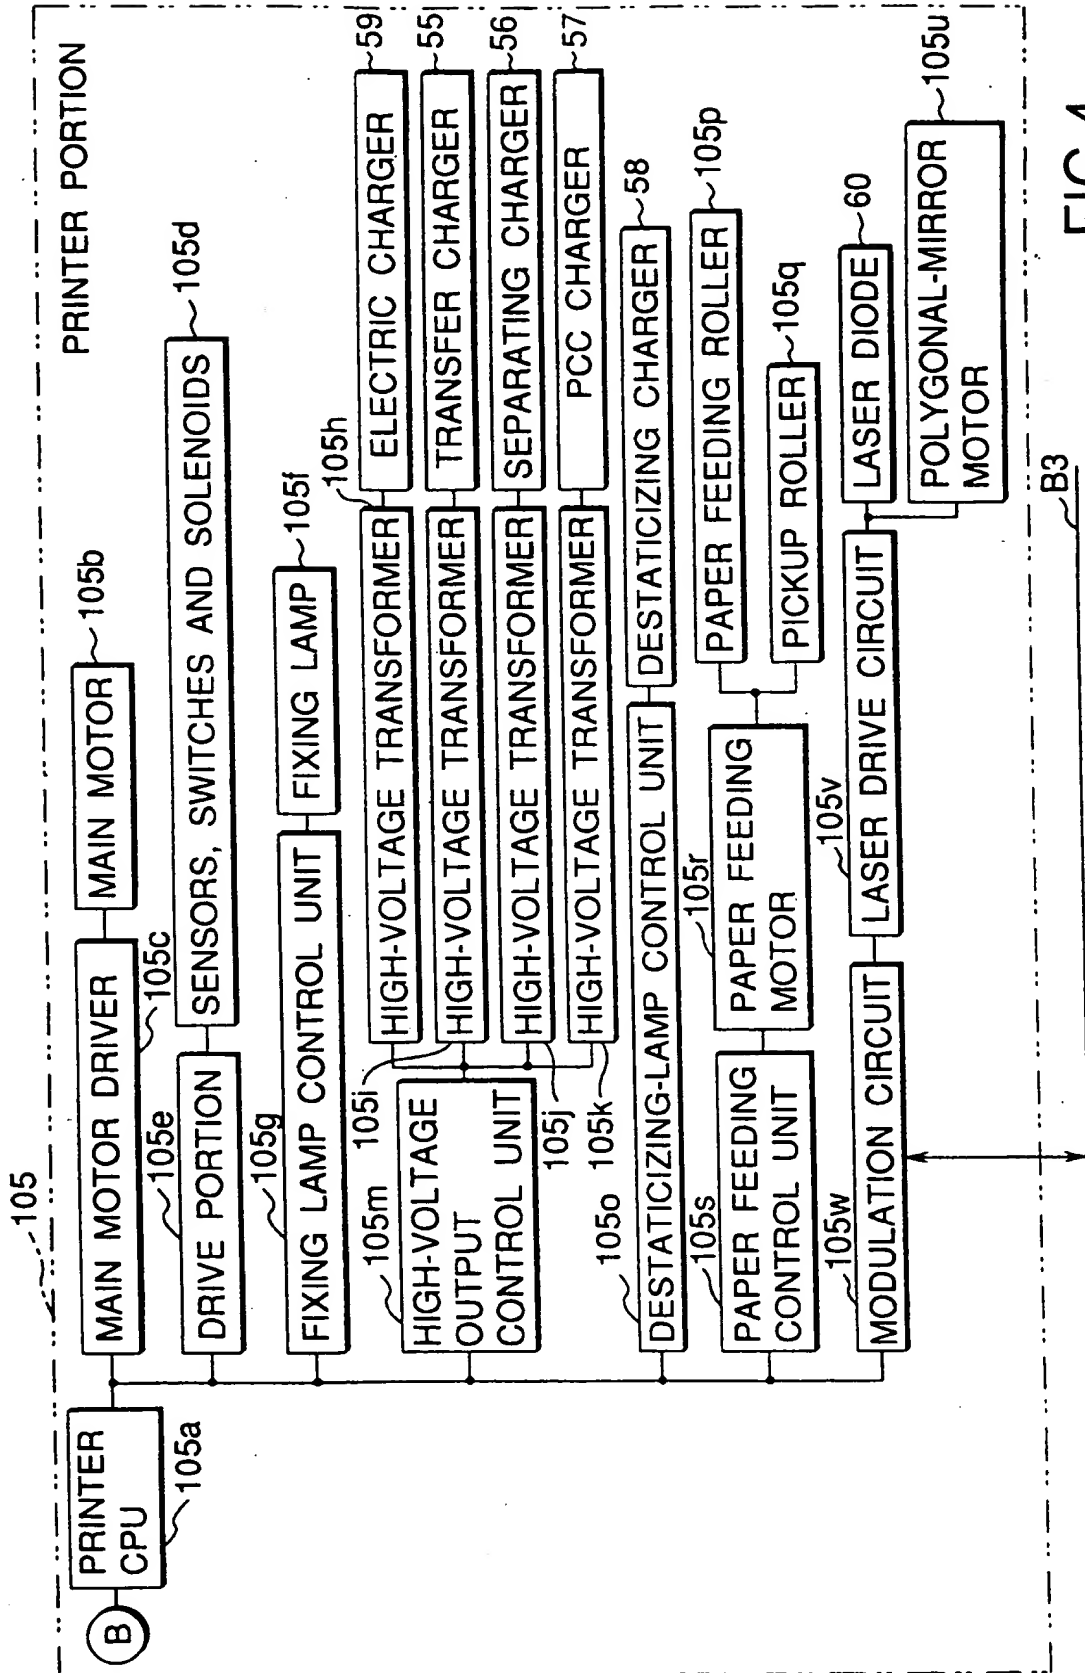 105
PRINTER PORTION
B
PRINTER
CPU
105a
MAIN MOTOR DRIVER
105c
MAIN MOTOR
105b
DRIVE PORTION
105e
SENSORS, SWITCHES AND SOLENOIDS
105d
FIXING LAMP CONTROL UNIT
105g
FIXING LAMP
105f
HIGH-VOLTAGE
OUTPUT
CONTROL UNIT
105m
HIGH-VOLTAGE TRANSFORMER
105h
ELECTRIC CHARGER
59
HIGH-VOLTAGE TRANSFORMER
105i
TRANSFER CHARGER
55
HIGH-VOLTAGE TRANSFORMER
105j
SEPARATING CHARGER
56
HIGH-VOLTAGE TRANSFORMER
105k
PCC CHARGER
57
DESTATICIZING-LAMP CONTROL UNIT
105o
DESTATICIZING CHARGER
58
PAPER FEEDING
CONTROL UNIT
105s
PAPER FEEDING
MOTOR
105r
PAPER FEEDING ROLLER
105p
PICKUP ROLLER
105q
MODULATION CIRCUIT
105w
LASER DRIVE CIRCUIT
105v
LASER DIODE
60
POLYGONAL-MIRROR
MOTOR
105u
B3